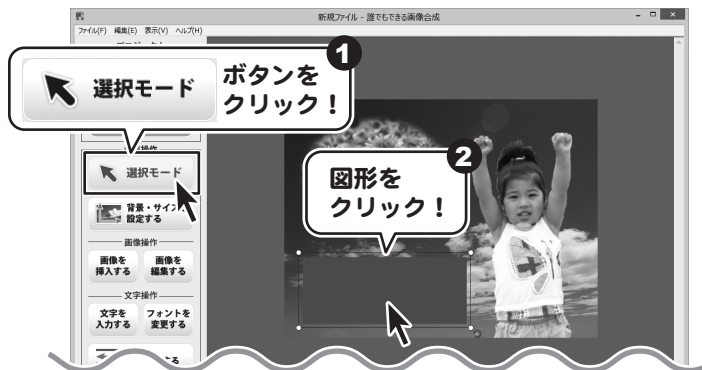 新規ファイル - 誰でもできる画像合成
ファイル(F) 編集(E) 表示(V) ヘルプ(H)
1
選択モード
ボタンを
クリック！
選択モード
背景・サイズ
設定する
画像操作
画像を
挿入する
画像を
編集する
文字操作
文字を
入力する
フォントを
変更する
2
図形を
クリック！